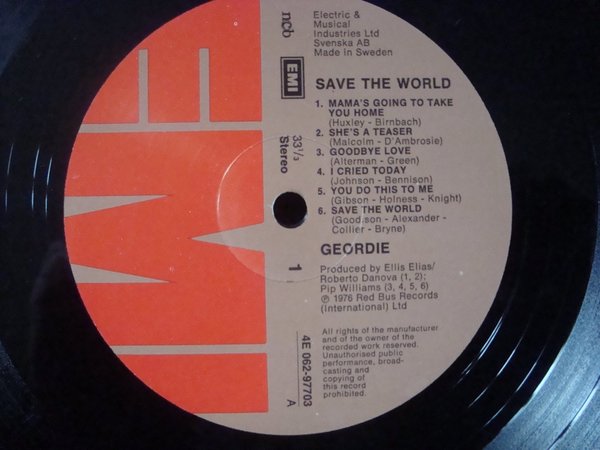 EMI
ncb
EMI
33⅓
Stereo
1
4E 062-97703
A
Electric &
Musical
Industries Ltd
Svenska AB
Made in Sweden
SAVE THE WORLD
1. MAMA'S GOING TO TAKE
YOU HOME
(Huxley - Birnbach)
2. SHE'S A TEASER
(Malcolm - D'Ambrosie)
3. GOODBYE LOVE
(Alterman - Green)
4. I CRIED TODAY
(Johnson - Bennison)
5. YOU DO THIS TO ME
(Gibson - Holness - Knight)
6. SAVE THE WORLD
(Goodison - Alexander -
Collier - Bryne)
GEORDIE
Produced by Ellis Elias/
Roberto Danova (1, 2);
Pip Williams (3, 4, 5, 6)
℗ 1976 Red Bus Records
(International) Ltd
All rights of the manufacturer
and of the owner of the
recorded work reserved.
Unauthorised public
performance, broad-
casting and
copying of
this record
prohibited.